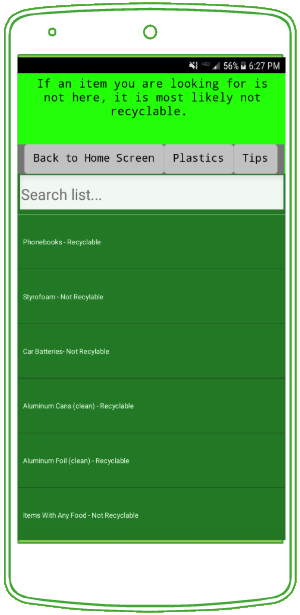 56% 6:27 PM
If an item you are looking for is
not here, it is most likely not
recyclable.
Back to Home Screen Plastics Tips
Search list...
Phonebooks - Recyclable
Styrofoam - Not Recylable
Car Batteries- Not Recylable
Aluminum Cans (clean) - Recyclable
Aluminum Foil (clean) - Recyclable
Items With Any Food - Not Recyclable